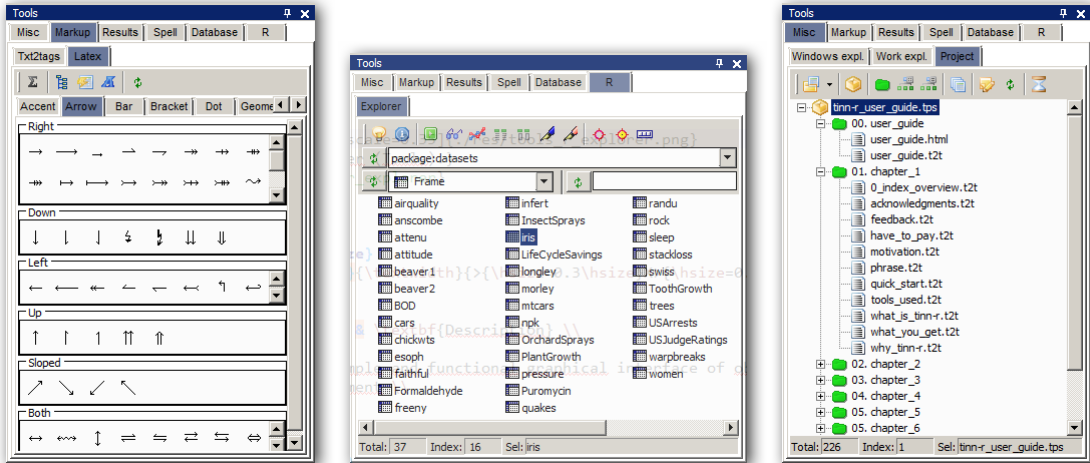 Tools
Misc Markup Results Spell Database R
Txt2tags Latex
Accent Arrow Bar Bracket Dot Geome
Right
Down
Left
Up
Sloped
Both
Tools
Misc Markup Results Spell Database R
Explorer
package:datasets
Frame
airquality infert randu
anscombe InsectSprays rock
attenu iris sleep
attitude LifeCycleSavings stackloss
beaver1 longley swiss
beaver2 morley ToothGrowth
BOD mtcars trees
cars npk USArrests
chickwts OrchardSprays USJudgeRatings
esoph PlantGrowth warpbreaks
faithful pressure women
Formaldehyde Puromycin
freeny quakes
Total: 37 Index: 16 Sel: iris
Tools
Misc Markup Results Spell Database R
Windows expl. Work expl. Project
tinn-r_user_guide.tps
00. user_guide
user_guide.html
user_guide.t2t
01. chapter_1
0_index_overview.t2t
acknowledgments.t2t
feedback.t2t
have_to_pay.t2t
motivation.t2t
phrase.t2t
quick_start.t2t
tools_used.t2t
what_is_tinn-r.t2t
what_you_get.t2t
why_tinn-r.t2t
02. chapter_2
03. chapter_3
04. chapter_4
05. chapter_5
05. chapter_6
Total: 226 Index: 1 Sel: tinn-r_user_guide.tps